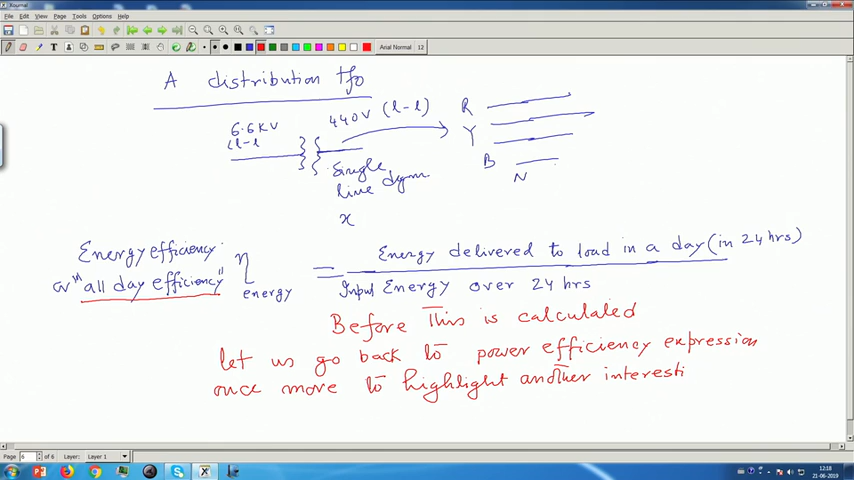 Xournal
File Edit View Page Tools Options Help
Arial Normal 12
A distribution tfo
440V (l-l)
6.6KV
(l-l
R
Y
B
N
Single
line dgm.
x
Energy efficiency
or "all day efficiency"
η energy = Energy delivered to load in a day (in 24 hrs)
Input Energy over 24 hrs
Before This is calculated
let us go back to power efficiency expression
once more to highlight another interesti
Page 6 of 6 Layer: Layer 1
12:18
21-06-2019